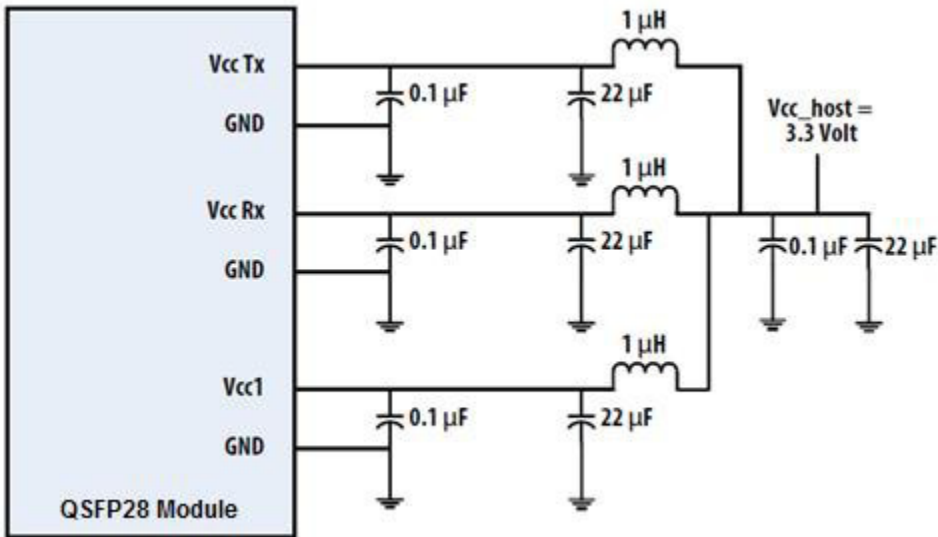 1 μH
Vcc Tx
0.1 μF
22 μF
GND
Vcc_host =
3.3 Volt
1 μH
Vcc Rx
0.1 μF
22 μF
0.1 μF
22 μF
GND
1 μH
Vcc1
0.1 μF
22 μF
GND
QSFP28 Module